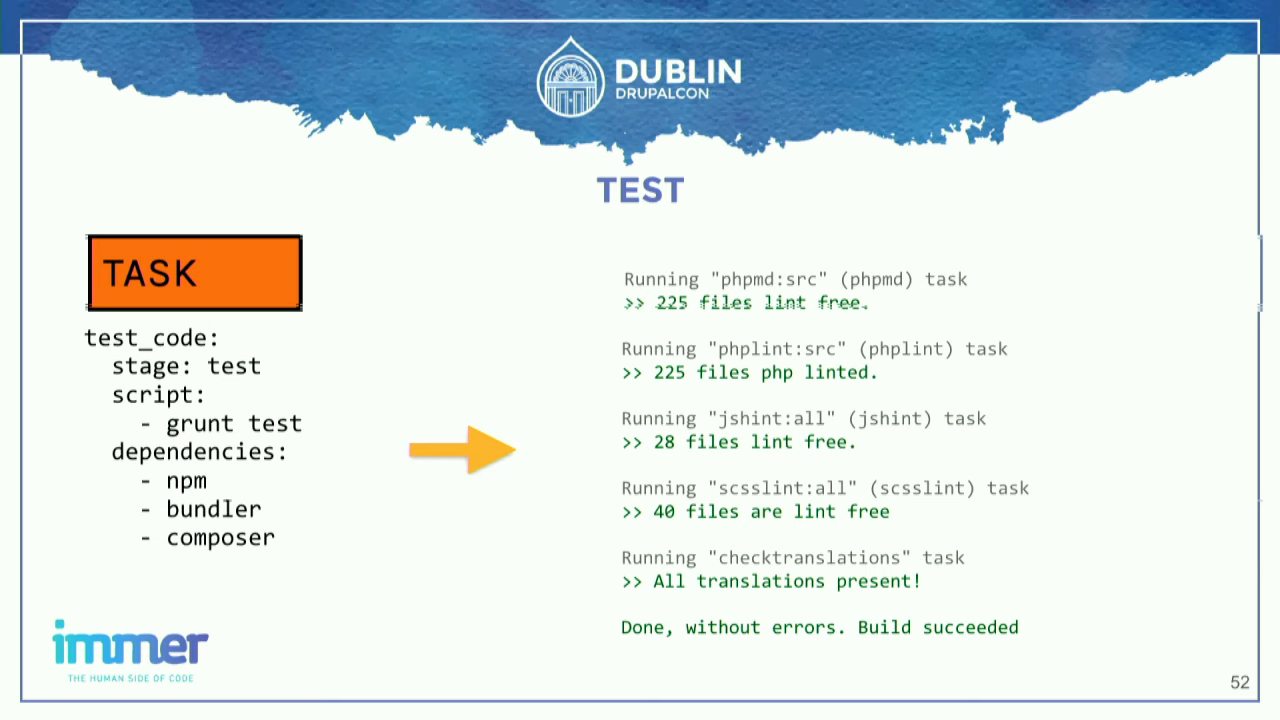 DUBLIN
DRUPALCON
TEST
TASK
test_code:
  stage: test
  script:
    - grunt test
  dependencies:
    - npm
    - bundler
    - composer
Running "phpmd:src" (phpmd) task
>> 225 files lint free.
Running "phplint:src" (phplint) task
>> 225 files php linted.
Running "jshint:all" (jshint) task
>> 28 files lint free.
Running "scsslint:all" (scsslint) task
>> 40 files are lint free
Running "checktranslations" task
>> All translations present!
Done, without errors. Build succeeded
immer
THE HUMAN SIDE OF CODE
52